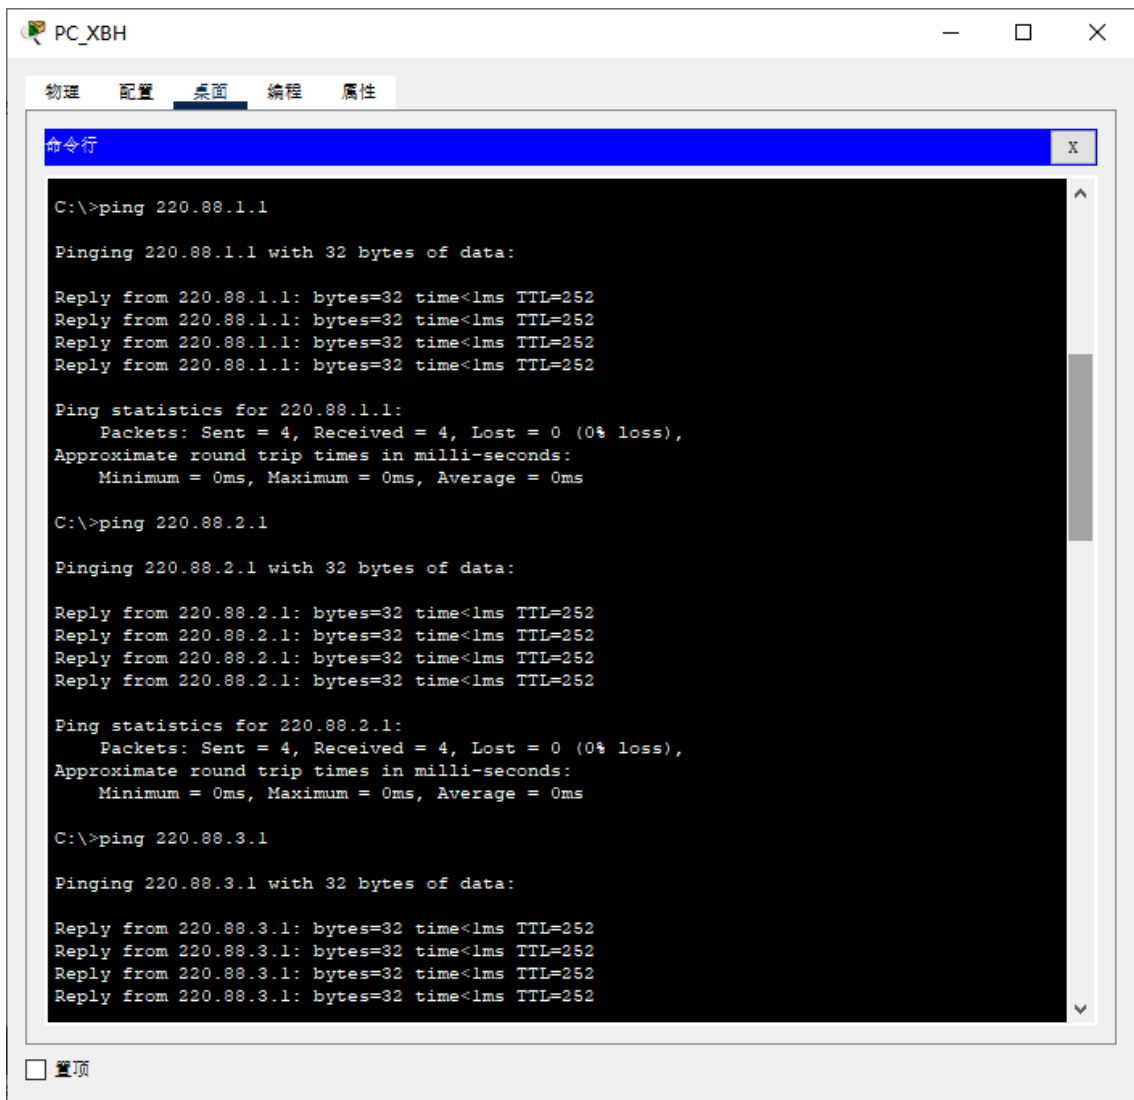 PC_XBH
物理 配置 桌面 编程 属性
命令行
X
C:\>ping 220.88.1.1
Pinging 220.88.1.1 with 32 bytes of data:
Reply from 220.88.1.1: bytes=32 time<1ms TTL=252
Reply from 220.88.1.1: bytes=32 time<1ms TTL=252
Reply from 220.88.1.1: bytes=32 time<1ms TTL=252
Reply from 220.88.1.1: bytes=32 time<1ms TTL=252
Ping statistics for 220.88.1.1:
    Packets: Sent = 4, Received = 4, Lost = 0 (0% loss),
Approximate round trip times in milli-seconds:
    Minimum = 0ms, Maximum = 0ms, Average = 0ms
C:\>ping 220.88.2.1
Pinging 220.88.2.1 with 32 bytes of data:
Reply from 220.88.2.1: bytes=32 time<1ms TTL=252
Reply from 220.88.2.1: bytes=32 time<1ms TTL=252
Reply from 220.88.2.1: bytes=32 time<1ms TTL=252
Reply from 220.88.2.1: bytes=32 time<1ms TTL=252
Ping statistics for 220.88.2.1:
    Packets: Sent = 4, Received = 4, Lost = 0 (0% loss),
Approximate round trip times in milli-seconds:
    Minimum = 0ms, Maximum = 0ms, Average = 0ms
C:\>ping 220.88.3.1
Pinging 220.88.3.1 with 32 bytes of data:
Reply from 220.88.3.1: bytes=32 time<1ms TTL=252
Reply from 220.88.3.1: bytes=32 time<1ms TTL=252
Reply from 220.88.3.1: bytes=32 time<1ms TTL=252
Reply from 220.88.3.1: bytes=32 time<1ms TTL=252
置顶